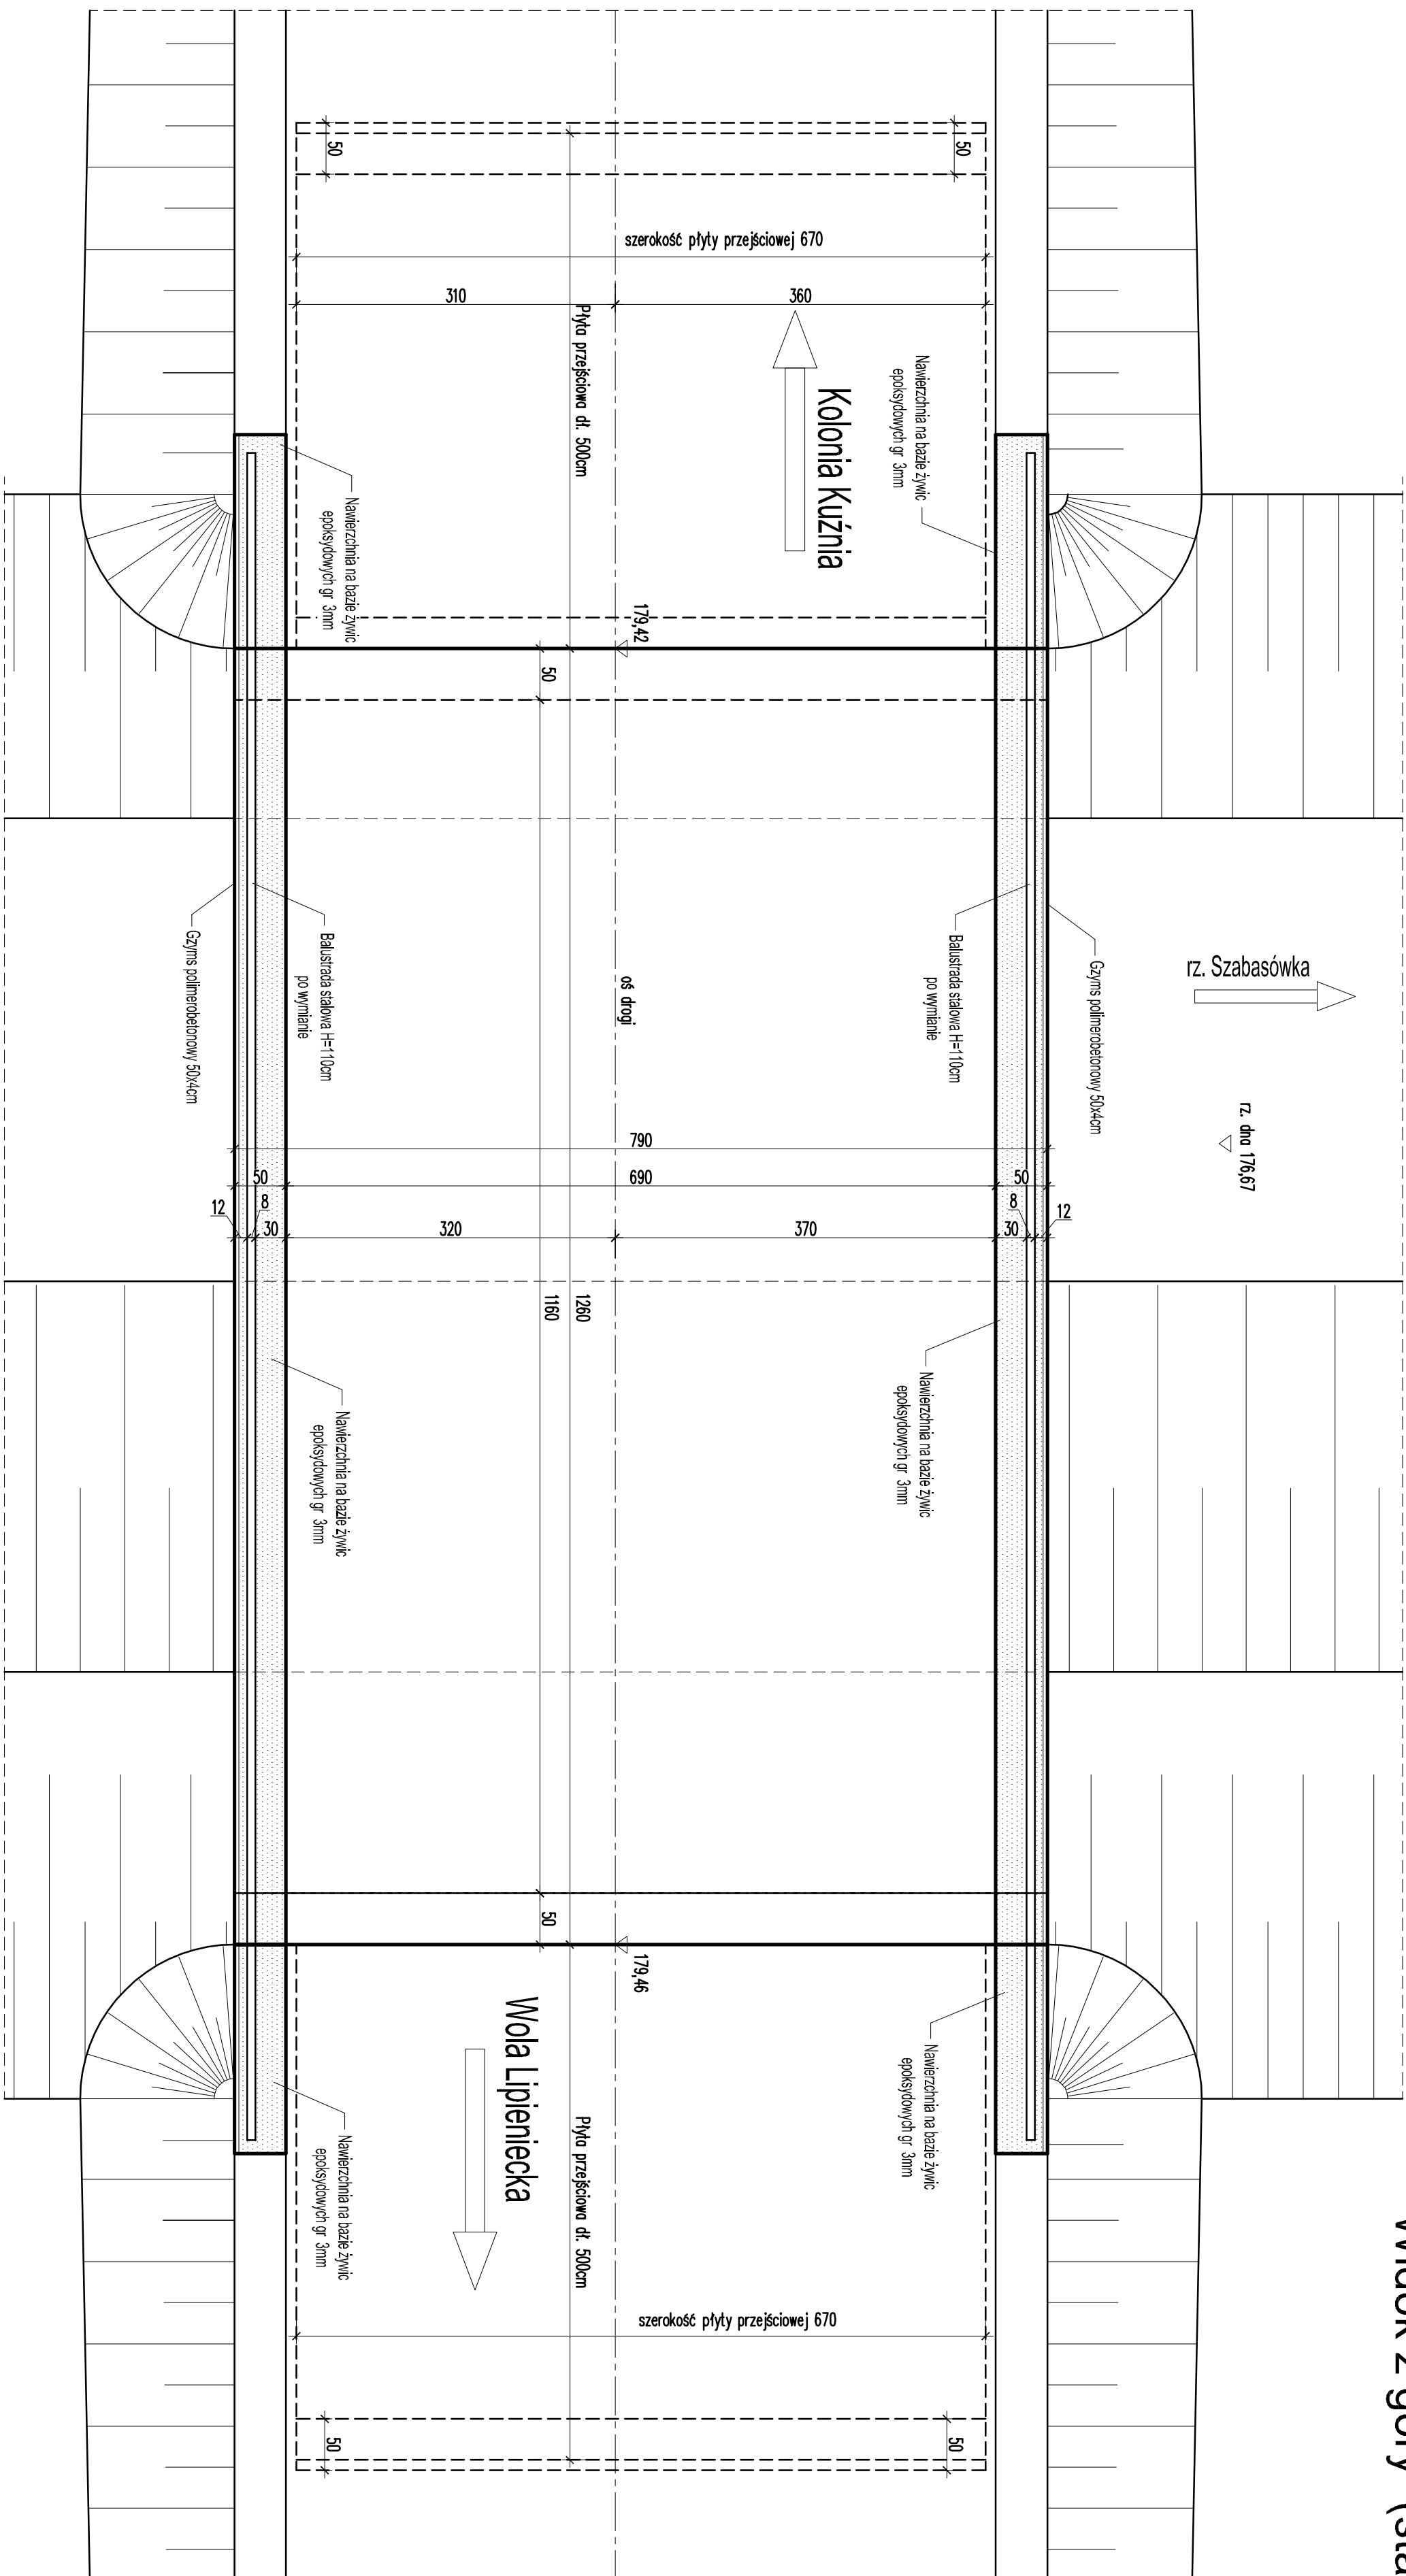 Widok z góry (sta
50
50
szerokość płyty przejściowej 670
310
360
Płyta przejściowa dł. 500cm
Kolonia Kuźnia
Nawierzchnia na bazie żywic
epoksydowych gr 3mm
Nawierzchnia na bazie żywic
epoksydowych gr 3mm
179,42
50
rz. Szabasówka
rz. dna 176,67
Gzyms polimerobetonowy 50x4cm
Balustrada stalowa H=110cm
po wymianie
oś drogi
Balustrada stalowa H=110cm
po wymianie
Gzyms polimerobetonowy 50x4cm
790
50
690
50
12
8
30
320
370
30
8
12
1260
1160
Nawierzchnia na bazie żywic
epoksydowych gr 3mm
Nawierzchnia na bazie żywic
epoksydowych gr 3mm
50
179,46
Wola Lipieniecka
Nawierzchnia na bazie żywic
epoksydowych gr 3mm
Nawierzchnia na bazie żywic
epoksydowych gr 3mm
Płyta przejściowa dł. 500cm
szerokość płyty przejściowej 670
50
50